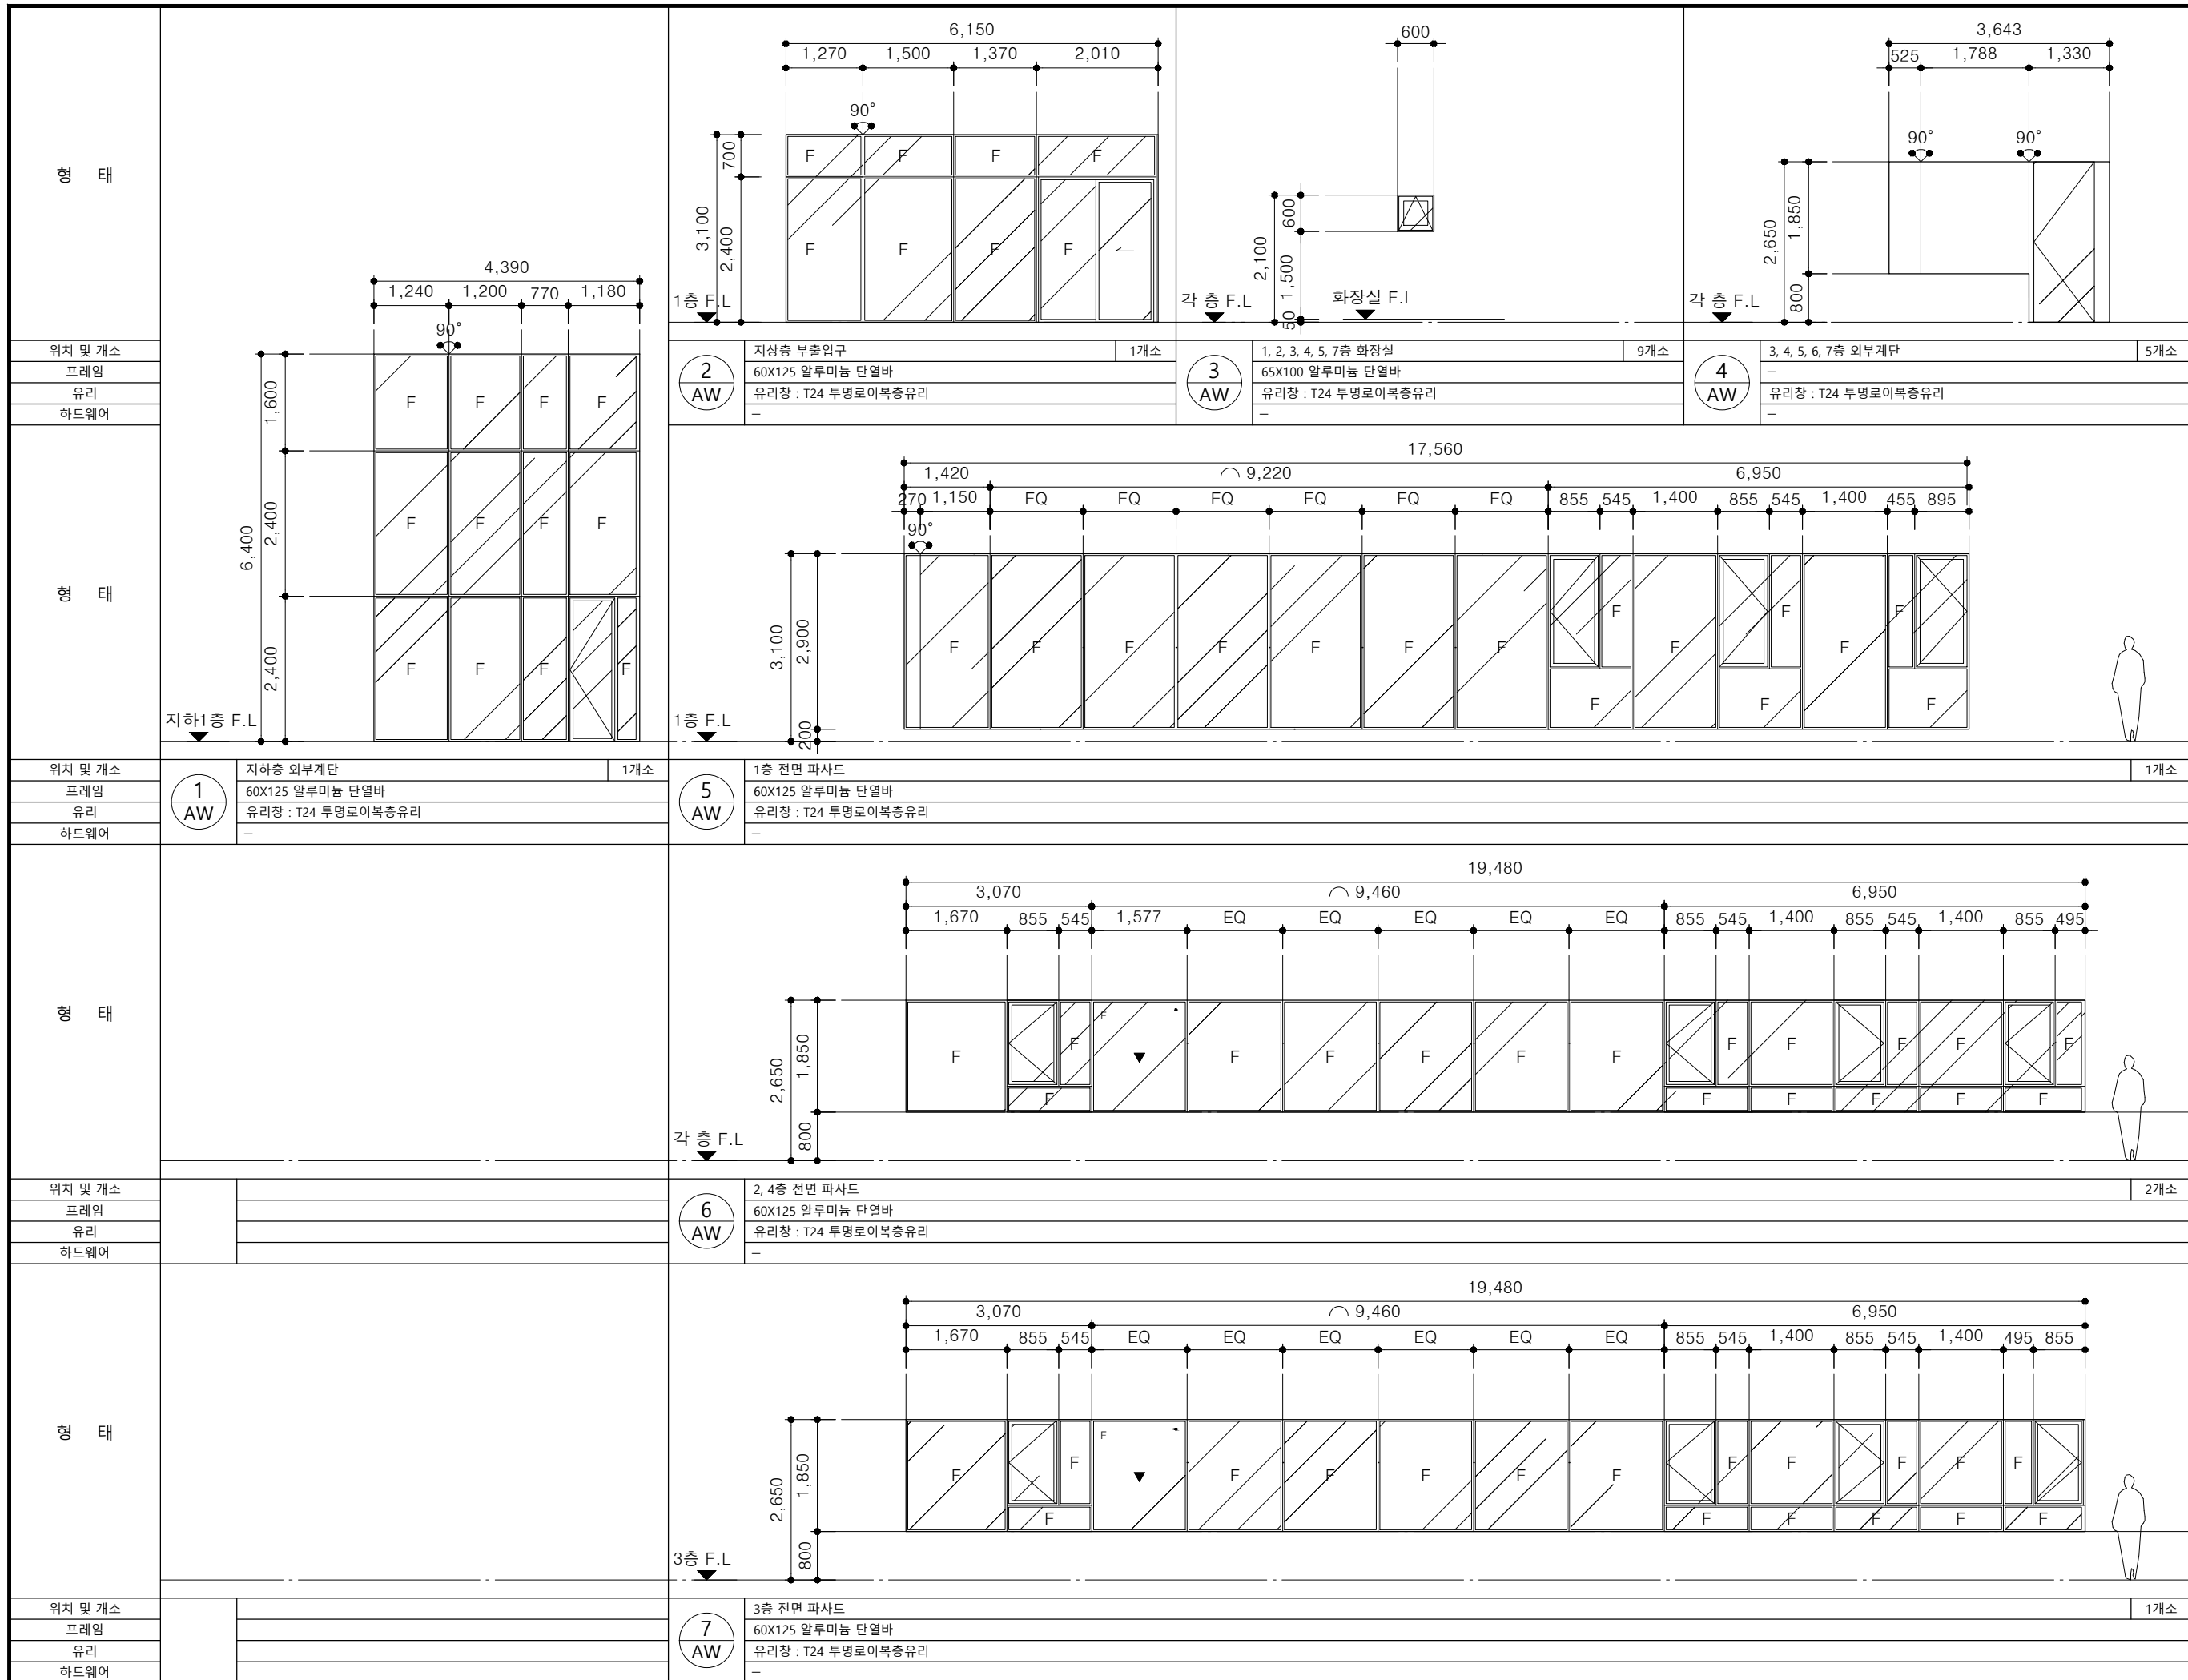 형 태
4,390
1,240 1,200 770 1,180
90°
1,600
2,400
2,400
6,400
F F F F
F F F F
F F F F
지하1층 F.L
6,150
1,270 1,500 1,370 2,010
90°
700
2,400
3,100
F F F F
F F F F
1층 F.L
600
600
1,500
50
2,100
각 층 F.L
화장실 F.L
3,643
525 1,788 1,330
90° 90°
1,850
800
2,650
각 층 F.L
위치 및 개소
프레임
유리
하드웨어
2
AW
지상층 부출입구 1개소
60X125 알루미늄 단열바
유리창 : T24 투명로이복층유리
–
3
AW
1, 2, 3, 4, 5, 7층 화장실 9개소
65X100 알루미늄 단열바
유리창 : T24 투명로이복층유리
–
4
AW
3, 4, 5, 6, 7층 외부계단 5개소
–
유리창 : T24 투명로이복층유리
–
형 태
17,560
1,420 9,220 6,950
270 1,150 EQ EQ EQ EQ EQ EQ 855 545 1,400 855 545 1,400 455 895
90°
3,100
2,900
200
F F F
F F F F F F F F F
F F F
1층 F.L
위치 및 개소
프레임
유리
하드웨어
1
AW
지하층 외부계단 1개소
60X125 알루미늄 단열바
유리창 : T24 투명로이복층유리
–
5
AW
1층 전면 파사드 1개소
60X125 알루미늄 단열바
유리창 : T24 투명로이복층유리
–
형 태
19,480
3,070 9,460 6,950
1,670 855 545 1,577 EQ EQ EQ EQ EQ 855 545 1,400 855 545 1,400 855 495
2,650
1,850
800
F
F F F F F F F
F F F F F F
F F F F F F
각 층 F.L
위치 및 개소
프레임
유리
하드웨어
6
AW
2, 4층 전면 파사드 2개소
60X125 알루미늄 단열바
유리창 : T24 투명로이복층유리
–
형 태
19,480
3,070 9,460 6,950
1,670 855 545 EQ EQ EQ EQ EQ EQ 855 545 1,400 855 545 1,400 495 855
2,650
1,850
800
F
F F F F F F F
F F F F F F
F F F F F F
3층 F.L
위치 및 개소
프레임
유리
하드웨어
7
AW
3층 전면 파사드 1개소
60X125 알루미늄 단열바
유리창 : T24 투명로이복층유리
–